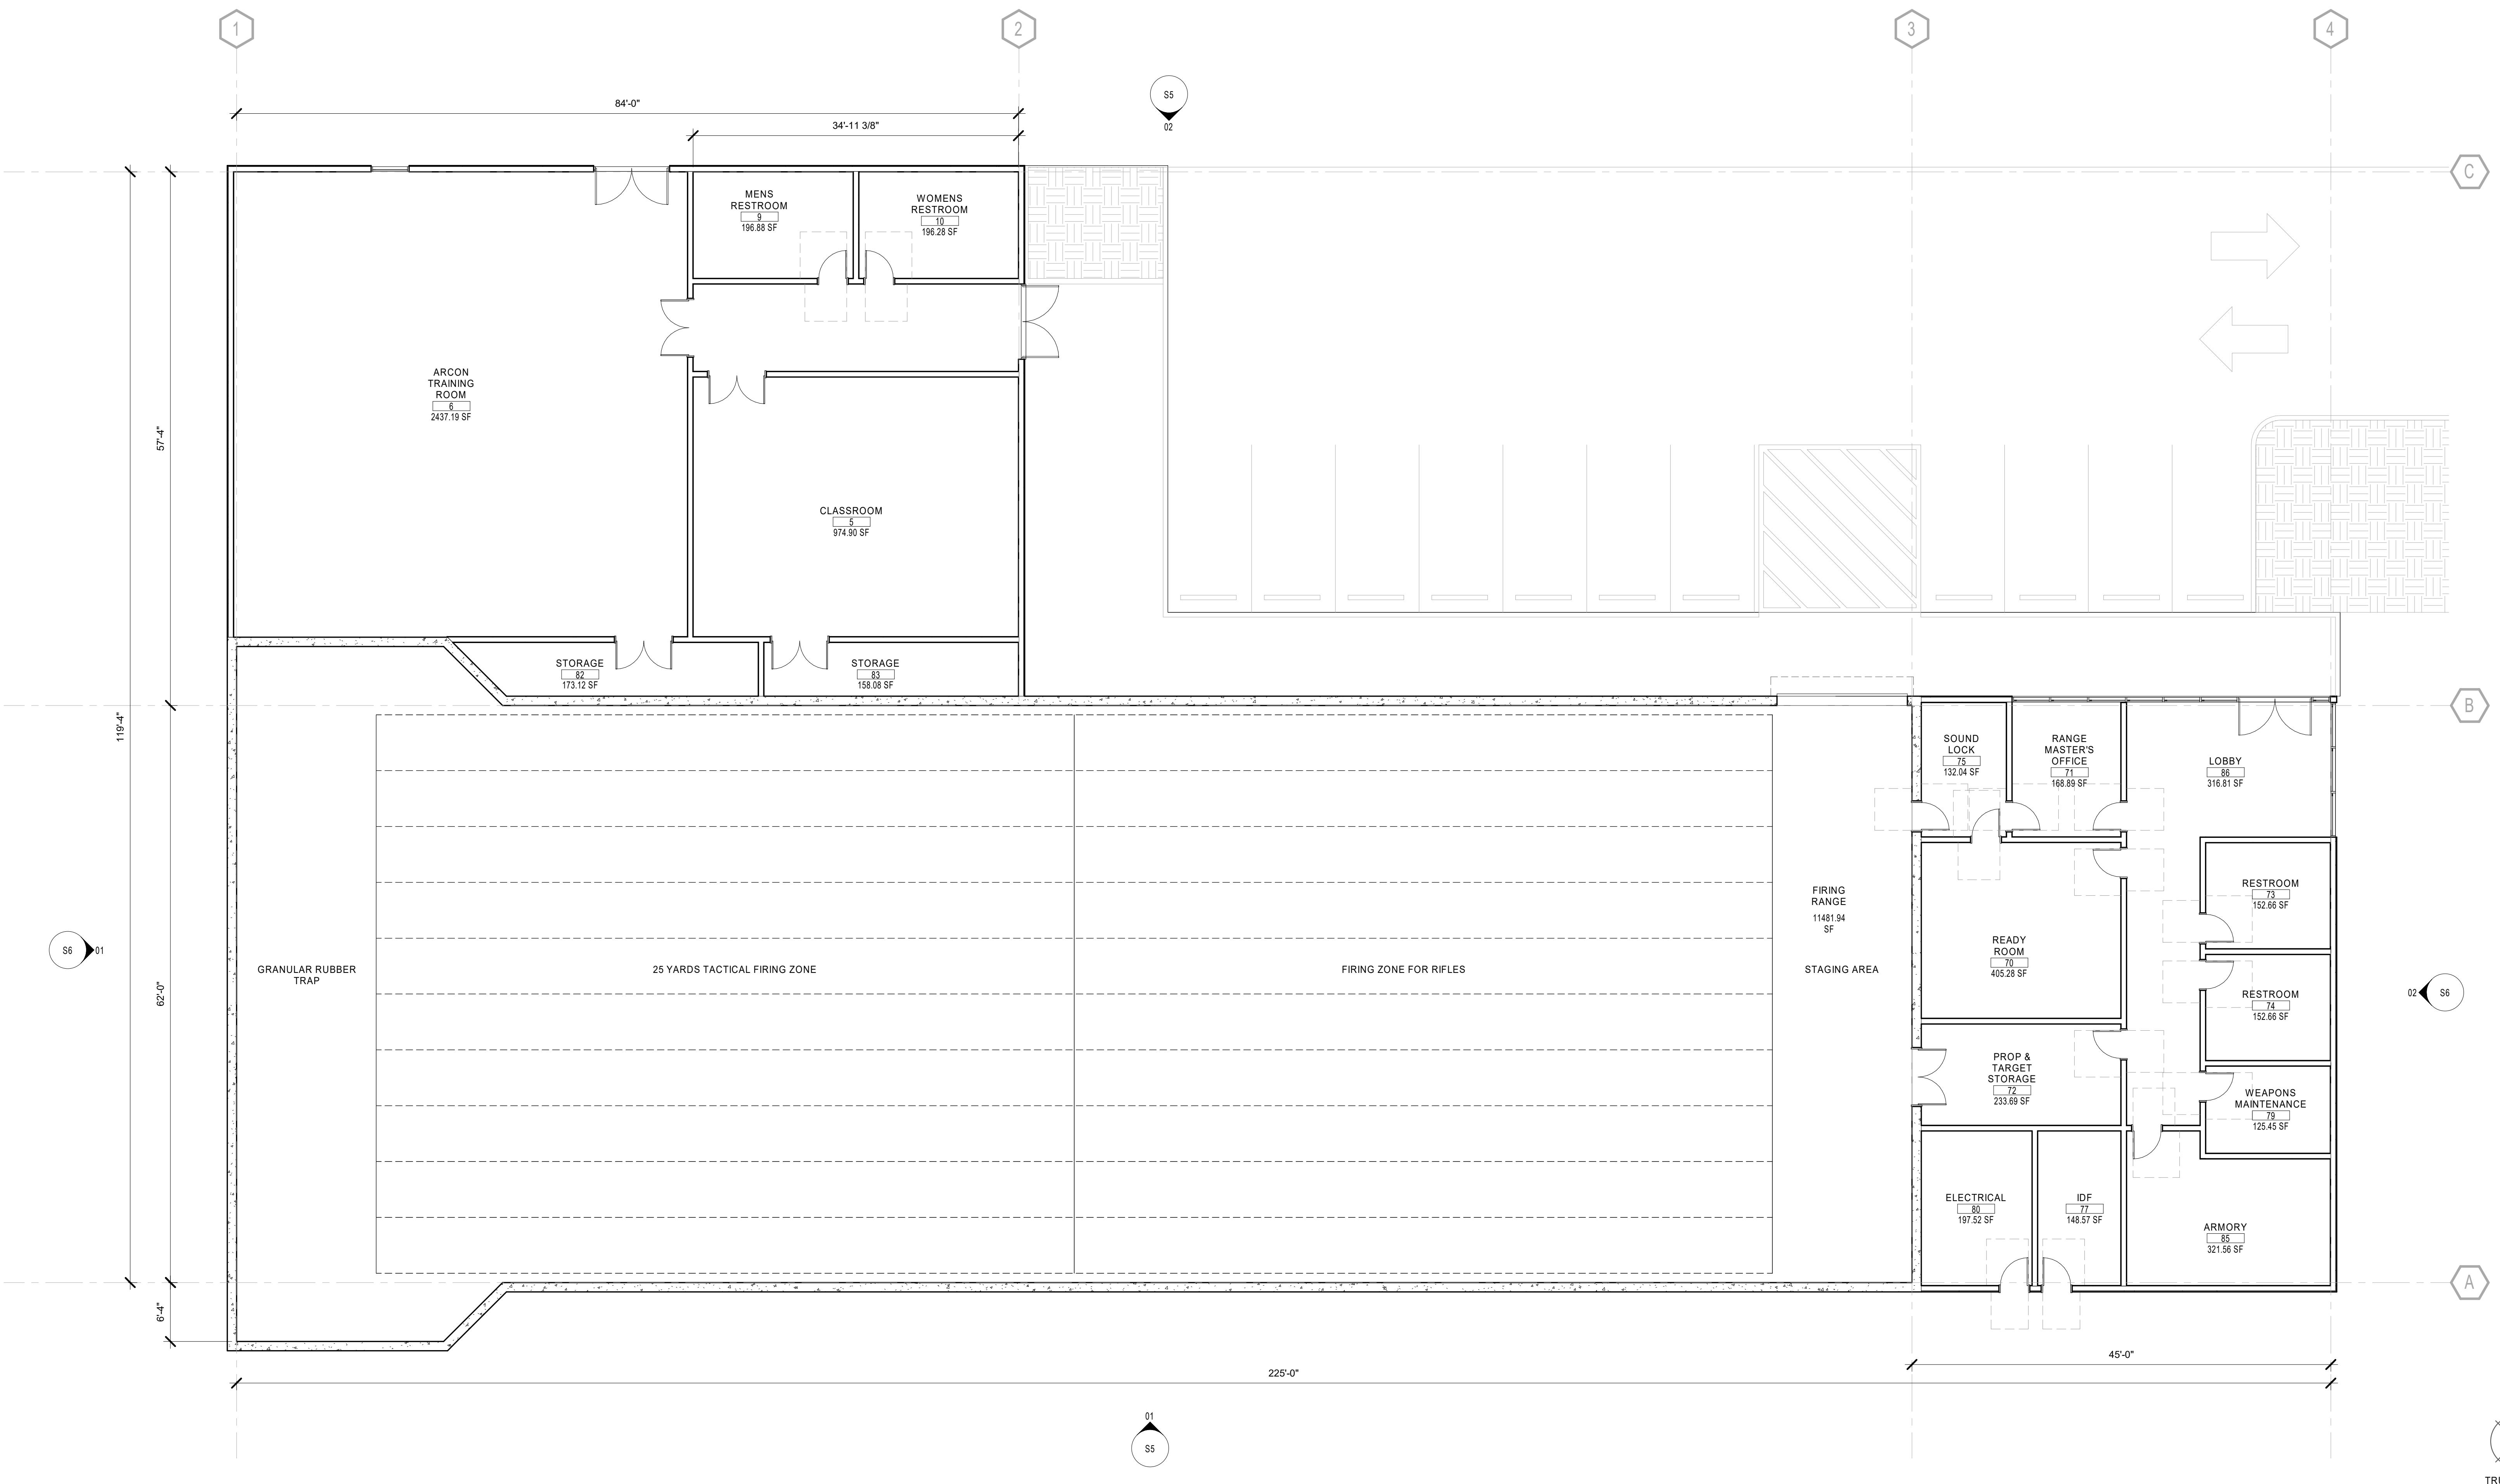 1
2
3
4
84'-0"
S5
02
34'-11 3/8"
C
MENS
RESTROOM
9
196.88 SF
WOMENS
RESTROOM
10
196.28 SF
ARCON
TRAINING
ROOM
6
2437.19 SF
57'-4"
CLASSROOM
5
974.90 SF
STORAGE
82
173.12 SF
STORAGE
83
158.08 SF
119'-4"
B
SOUND
LOCK
75
132.04 SF
RANGE
MASTER'S
OFFICE
71
168.89 SF
LOBBY
86
316.81 SF
FIRING
RANGE
11481.94
SF
RESTROOM
73
152.66 SF
READY
ROOM
70
405.28 SF
S6
01
GRANULAR RUBBER
TRAP
25 YARDS TACTICAL FIRING ZONE
FIRING ZONE FOR RIFLES
STAGING AREA
62'-0"
RESTROOM
74
152.66 SF
02
S6
PROP &
TARGET
STORAGE
72
233.69 SF
WEAPONS
MAINTENANCE
79
125.45 SF
ELECTRICAL
80
197.52 SF
IDF
77
148.57 SF
ARMORY
85
321.56 SF
A
6'-4"
45'-0"
225'-0"
01
S5